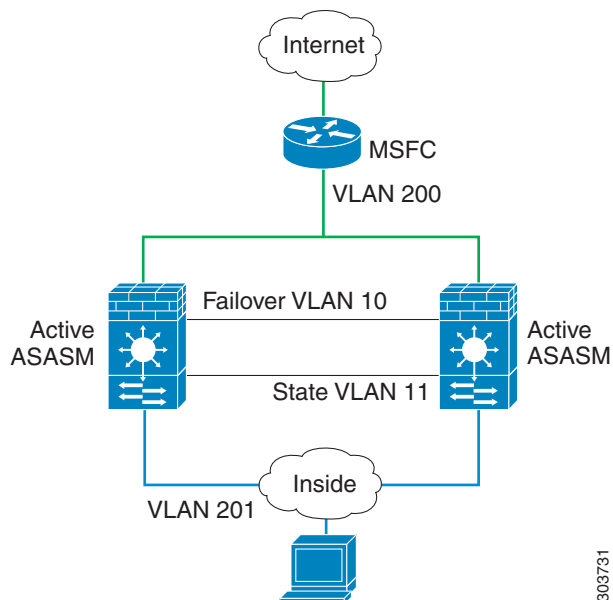 Internet
MSFC
VLAN 200
Failover VLAN 10
Active
ASASM
Active
ASASM
State VLAN 11
Inside
VLAN 201
303731